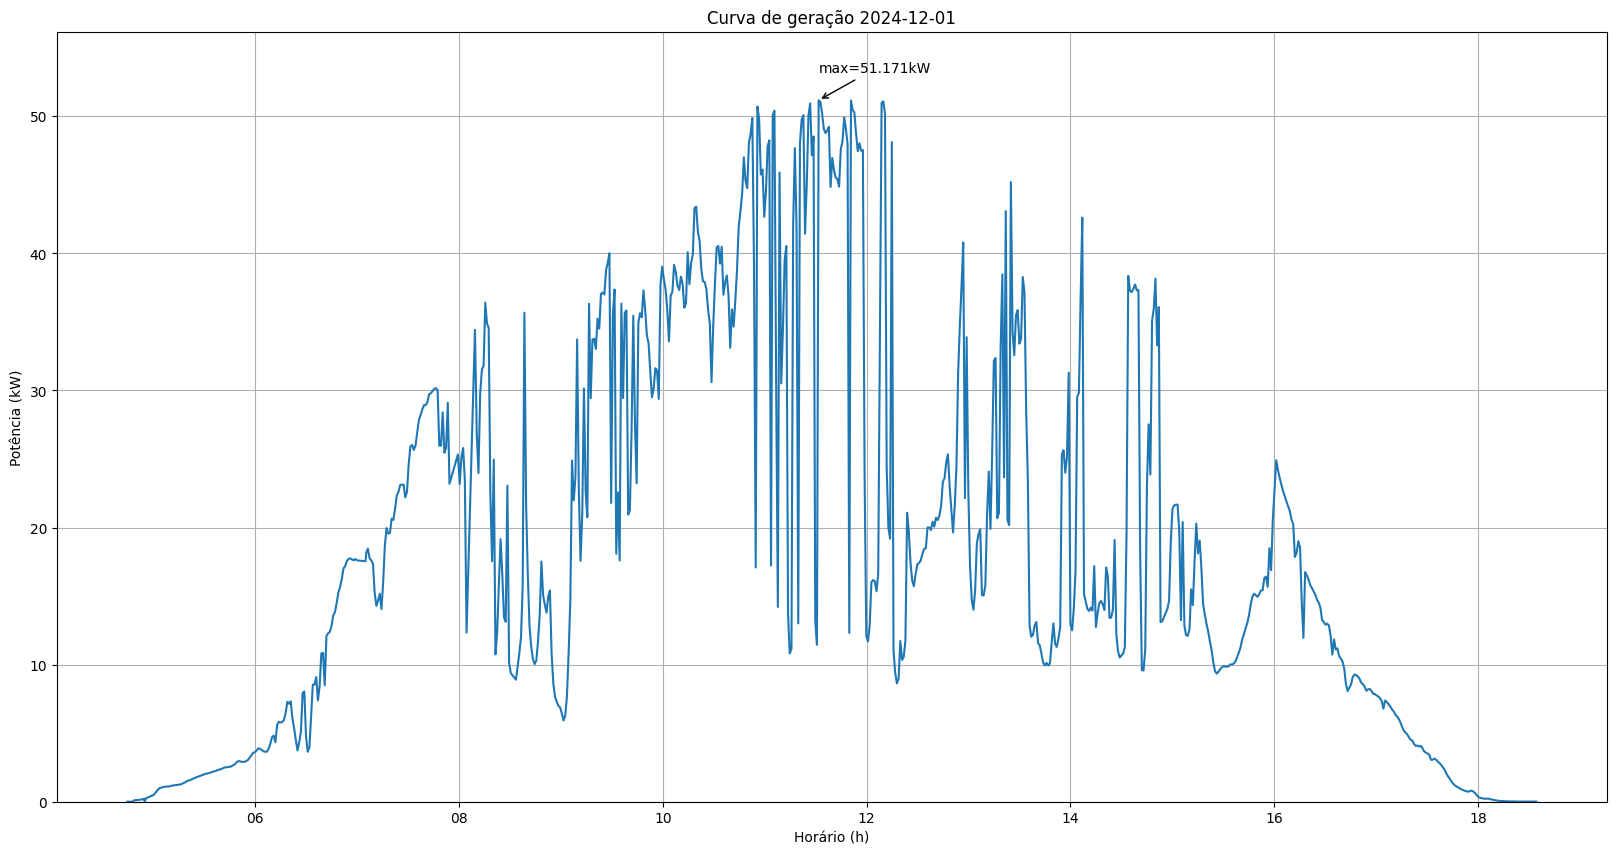 Curva de geração 2024-12-01
max=51.171kW
Potência (kW)
50
40
30
20
10
0
06 08 10 12 14 16 18
Horário (h)